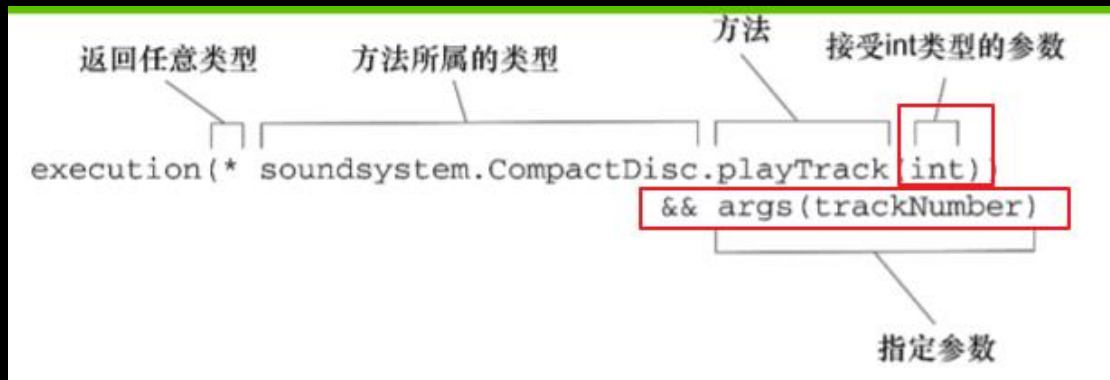 返回任意类型 方法所属的类型 方法 接受int类型的参数
execution(* soundsystem.CompactDisc.playTrack(int))
&& args(trackNumber)
指定参数